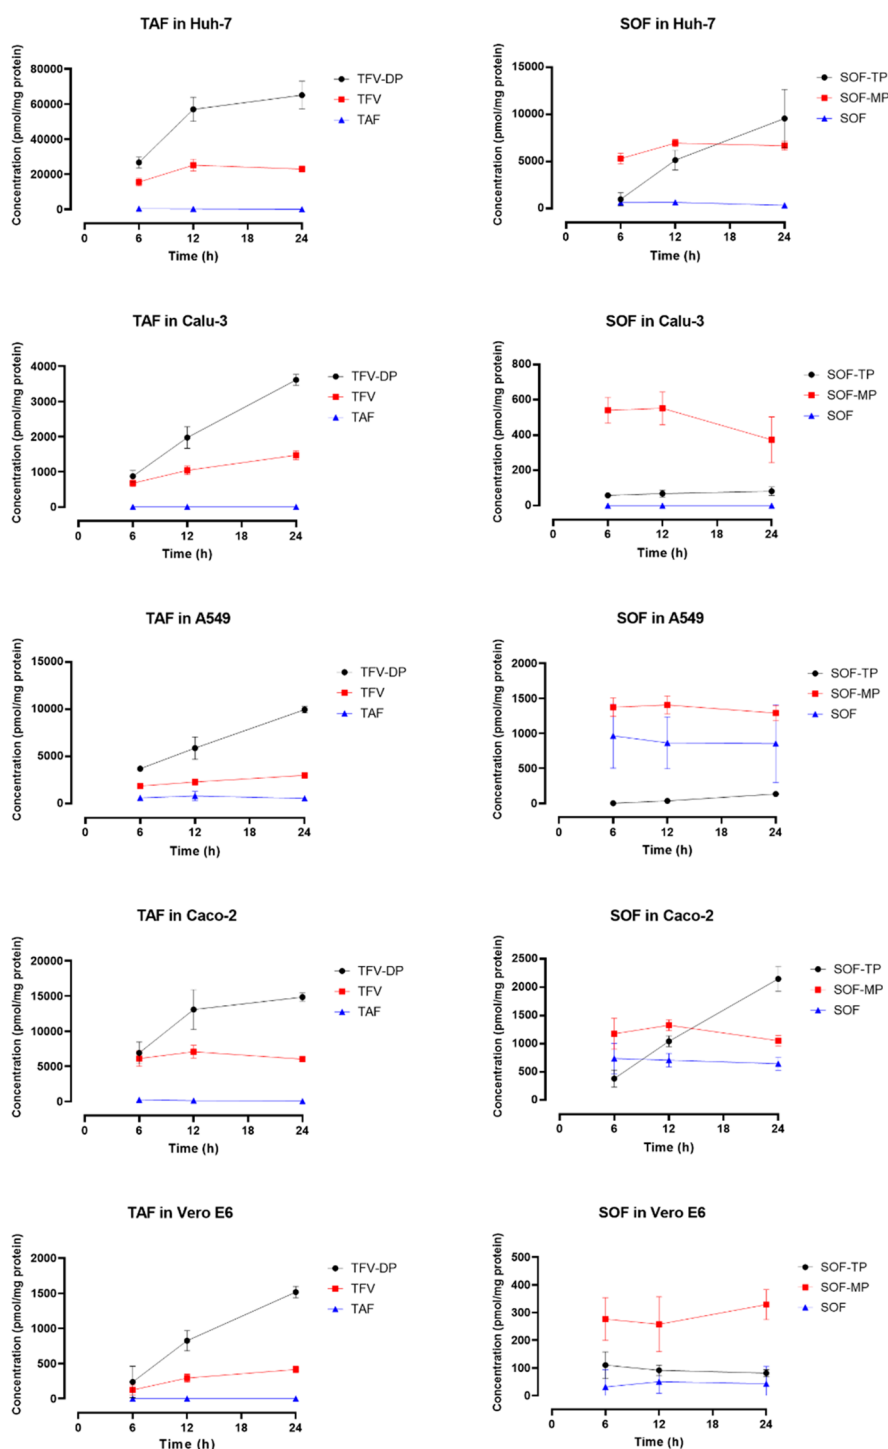 TAF in Huh-7
Concentration (pmol/mg protein)
80000
60000
40000
20000
0
0 6 12 18 24
Time (h)
TFV-DP
TFV
TAF
SOF in Huh-7
Concentration (pmol/mg protein)
15000
10000
5000
0
0 6 12 18 24
Time (h)
SOF-TP
SOF-MP
SOF
TAF in Calu-3
Concentration (pmol/mg protein)
4000
3000
2000
1000
0
0 6 12 18 24
Time (h)
TFV-DP
TFV
TAF
SOF in Calu-3
Concentration (pmol/mg protein)
800
600
400
200
0
0 6 12 18 24
Time (h)
SOF-TP
SOF-MP
SOF
TAF in A549
Concentration (pmol/mg protein)
15000
10000
5000
0
0 6 12 18 24
Time (h)
TFV-DP
TFV
TAF
SOF in A549
Concentration (pmol/mg protein)
2000
1500
1000
500
0
0 6 12 18 24
Time (h)
SOF-TP
SOF-MP
SOF
TAF in Caco-2
Concentration (pmol/mg protein)
20000
15000
10000
5000
0
0 6 12 18 24
Time (h)
TFV-DP
TFV
TAF
SOF in Caco-2
Concentration (pmol/mg protein)
2500
2000
1500
1000
500
0
0 6 12 18 24
Time (h)
SOF-TP
SOF-MP
SOF
TAF in Vero E6
Concentration (pmol/mg protein)
2000
1500
1000
500
0
0 6 12 18 24
Time (h)
TFV-DP
TFV
TAF
SOF in Vero E6
Concentration (pmol/mg protein)
500
400
300
200
100
0
0 6 12 18 24
Time (h)
SOF-TP
SOF-MP
SOF